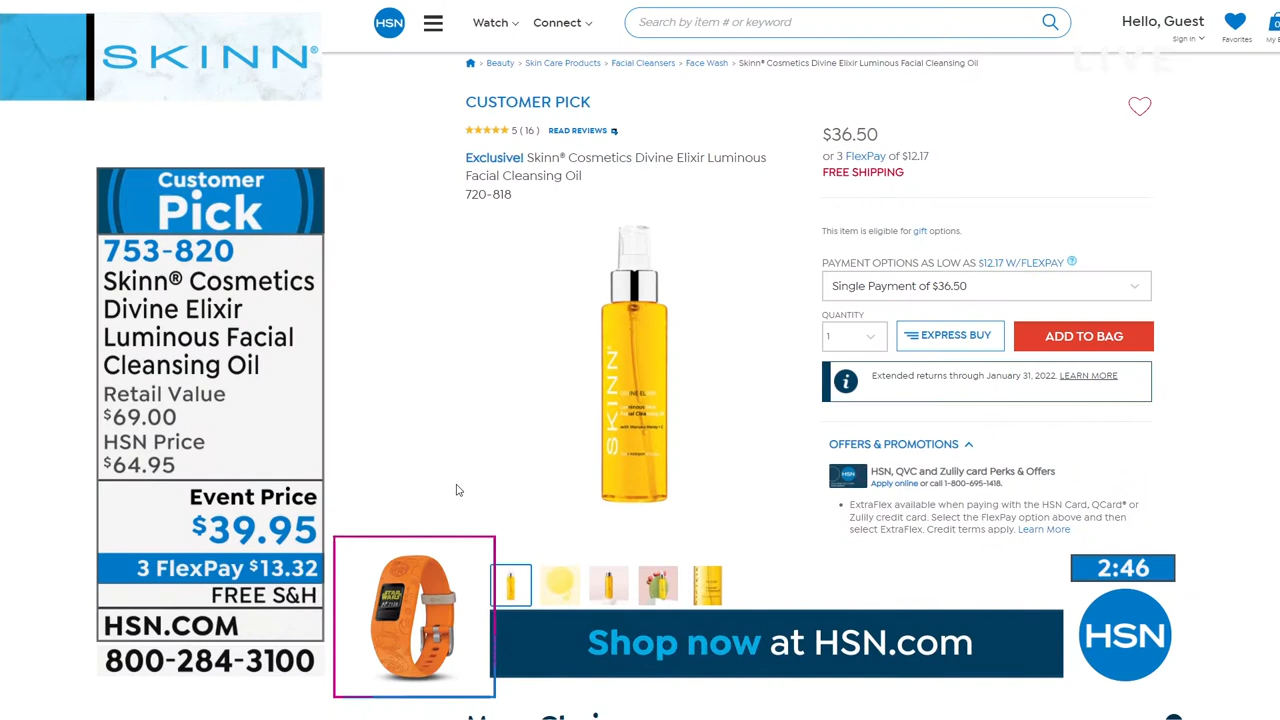 SKINN®
HSN
Watch
Connect
Search by item # or keyword
Hello, Guest
Sign In
Favorites
LIVE
Beauty > Skin Care Products > Facial Cleansers > Face Wash > Skinn® Cosmetics Divine Elixir Luminous Facial Cleansing Oil
CUSTOMER PICK
5 ( 16 ) READ REVIEWS
Exclusive! Skinn® Cosmetics Divine Elixir Luminous
Facial Cleansing Oil
720-818
$36.50
or 3 FlexPay of $12.17
FREE SHIPPING
This item is eligible for gift options.
PAYMENT OPTIONS AS LOW AS $12.17 W/FLEXPAY ?
Single Payment of $36.50
QUANTITY
1
EXPRESS BUY
ADD TO BAG
Extended returns through January 31, 2022. LEARN MORE
OFFERS & PROMOTIONS
HSN
HSN, QVC and Zulily card Perks & Offers
Apply online or call 1-800-695-1418.
• ExtraFlex available when paying with the HSN Card, QCard® or
Zulily credit card. Select the FlexPay option above and then
select ExtraFlex. Credit terms apply. Learn More
Customer
Pick
753-820
Skinn® Cosmetics
Divine Elixir
Luminous Facial
Cleansing Oil
Retail Value
$69.00
HSN Price
$64.95
Event Price
$39.95
3 FlexPay $13.32
FREE S&H
HSN.COM
800-284-3100
SKINN
STAR WARS
Shop now at HSN.com
2:46
HSN